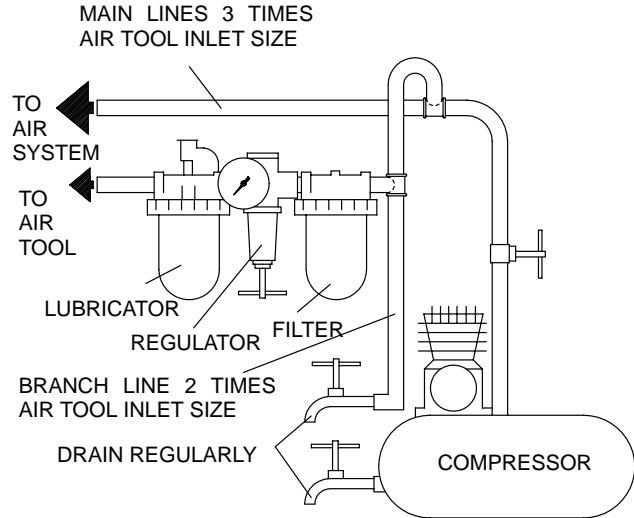 MAIN LINES 3 TIMES
AIR TOOL INLET SIZE
TO
AIR
SYSTEM
TO
AIR
TOOL
LUBRICATOR
REGULATOR
FILTER
BRANCH LINE 2 TIMES
AIR TOOL INLET SIZE
DRAIN REGULARLY
COMPRESSOR